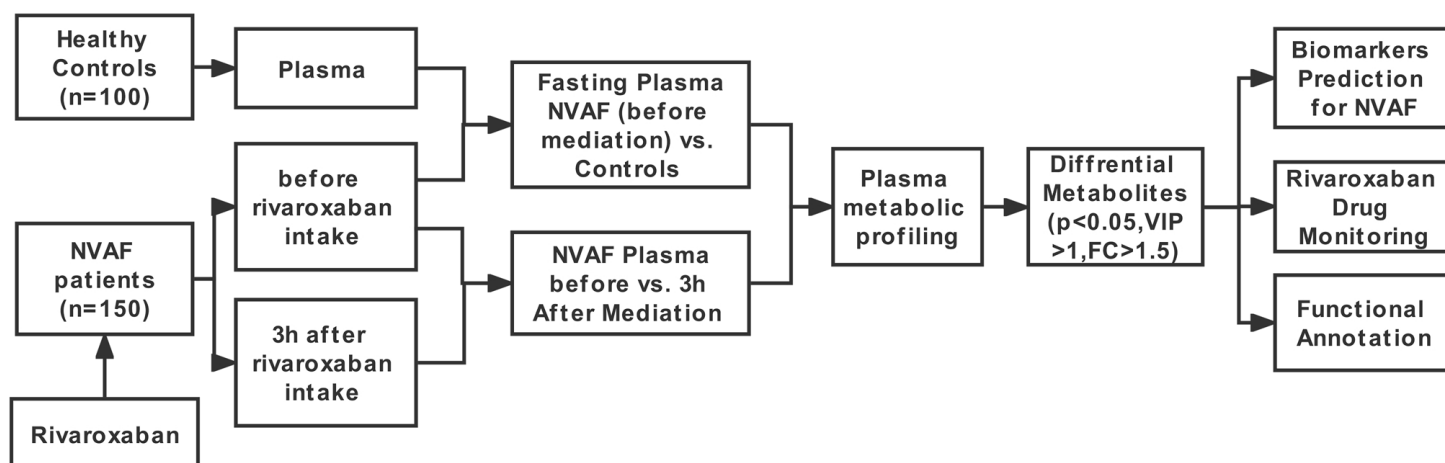 Healthy
Controls
(n=100)
Plasma
NVAF
patients
(n=150)
Rivaroxaban
before
rivaroxaban
intake
3h after
rivaroxaban
intake
Fasting Plasma
NVAF (before
mediation) vs.
Controls
NVAF Plasma
before vs. 3h
After Mediation
Plasma
metabolic
profiling
Diffrential
Metabolites
(p<0.05,VIP
>1,FC>1.5)
Biomarkers
Prediction
for NVAF
Rivaroxaban
Drug
Monitoring
Functional
Annotation